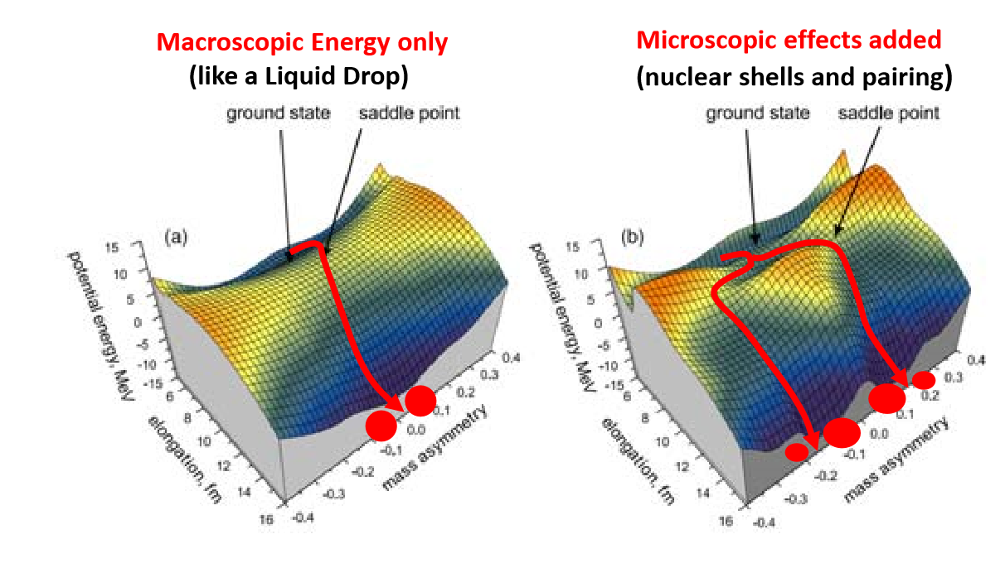 Macroscopic Energy only
(like a Liquid Drop)
ground state
saddle point
(a)
potential energy, MeV
15
10
5
0
-5
-10
-15
elongation, fm
6
8
10
12
14
16
mass asymmetry
-0.4
-0.3
-0.2
-0.1
0.0
0.1
0.2
0.3
0.4
Microscopic effects added
(nuclear shells and pairing)
ground state
saddle point
(b)
potential energy, MeV
15
10
5
0
-5
-10
-15
elongation, fm
6
8
10
12
14
16
mass asymmetry
-0.4
-0.3
-0.2
-0.1
0.0
0.1
0.2
0.3
0.4